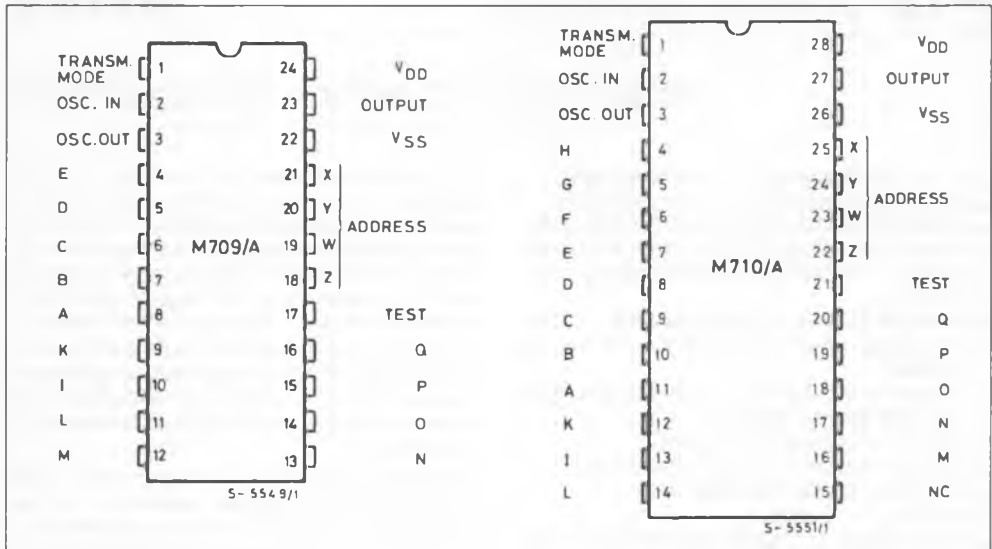 TRANSM. MODE 1 24 VDD
OSC. IN 2 23 OUTPUT
OSC.OUT 3 22 VSS
E 4 21 X
D 5 20 Y
ADDRESS
C 6 M709/A 19 W
B 7 18 Z
A 8 17 TEST
K 9 16 Q
I 10 15 P
L 11 14 O
M 12 13 N
S-5549/1
TRANSM. MODE 1 28 VDD
OSC. IN 2 27 OUTPUT
OSC. OUT 3 26 VSS
H 4 25 X
G 5 24 Y
ADDRESS
F 6 23 W
E 7 M710/A 22 Z
D 8 21 TEST
C 9 20 Q
B 10 19 P
A 11 18 O
K 12 17 N
I 13 16 M
L 14 15 NC
S-5551/1